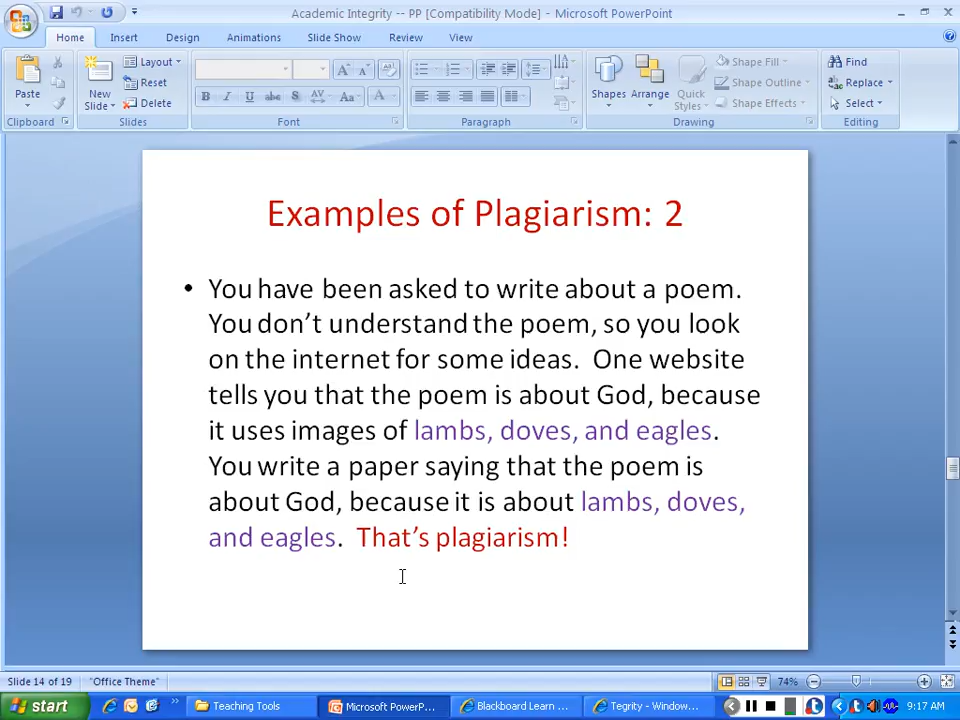 Academic Integrity -- PP [Compatibility Mode] - Microsoft PowerPoint
Home Insert Design Animations Slide Show Review View
Paste
New Slide
Layout
Reset
Delete
B I U abc S AV Aa A
A A
Shapes
Arrange
Quick Styles
Shape Fill
Shape Outline
Shape Effects
Find
Replace
Select
Clipboard Slides Font Paragraph Drawing Editing
Examples of Plagiarism: 2
• You have been asked to write about a poem.
You don’t understand the poem, so you look
on the internet for some ideas. One website
tells you that the poem is about God, because
it uses images of lambs, doves, and eagles.
You write a paper saying that the poem is
about God, because it is about lambs, doves,
and eagles. That’s plagiarism!
Slide 14 of 19 "Office Theme" 74%
start Teaching Tools Microsoft PowerP... Blackboard Learn ... Tegrity - Window... 9:17 AM